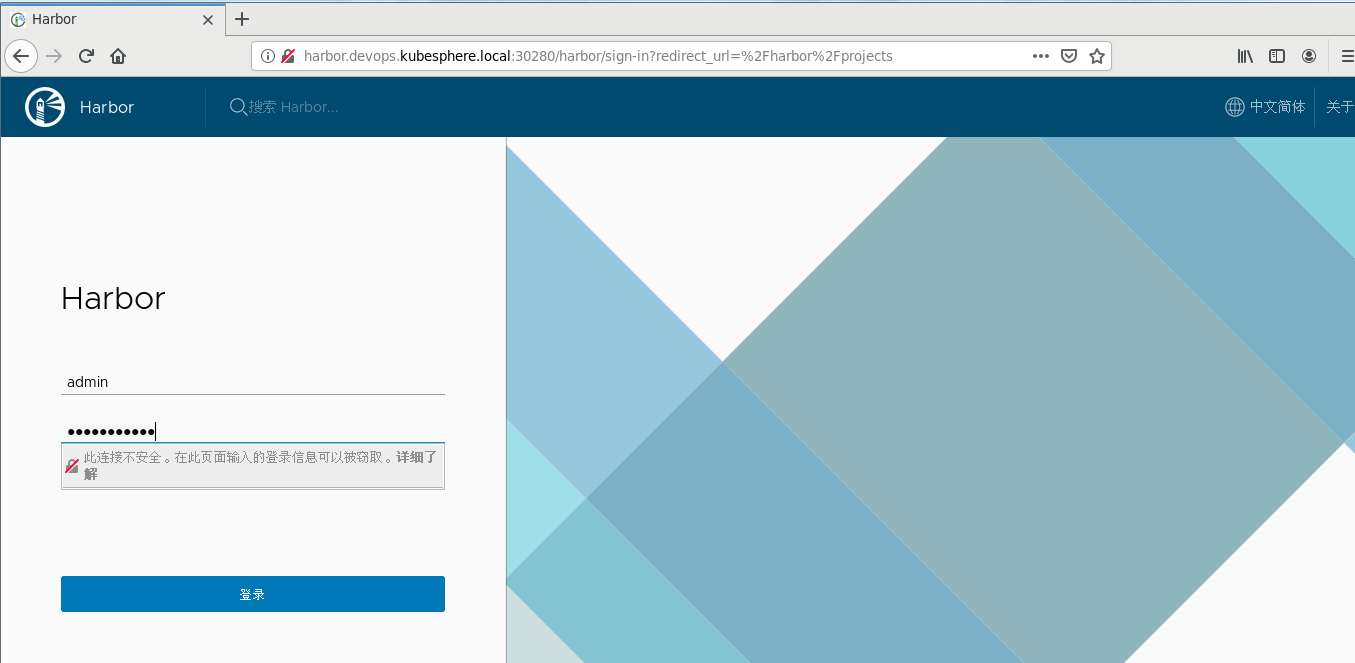 Harbor
harbor.devops.kubesphere.local:30280/harbor/sign-in?redirect_url=%2Fharbor%2Fprojects
Harbor
搜索 Harbor...
中文简体
关于
Harbor
admin
•••••••••••
此连接不安全。在此页面输入的登录信息可以被窃取。详细了
解
登录